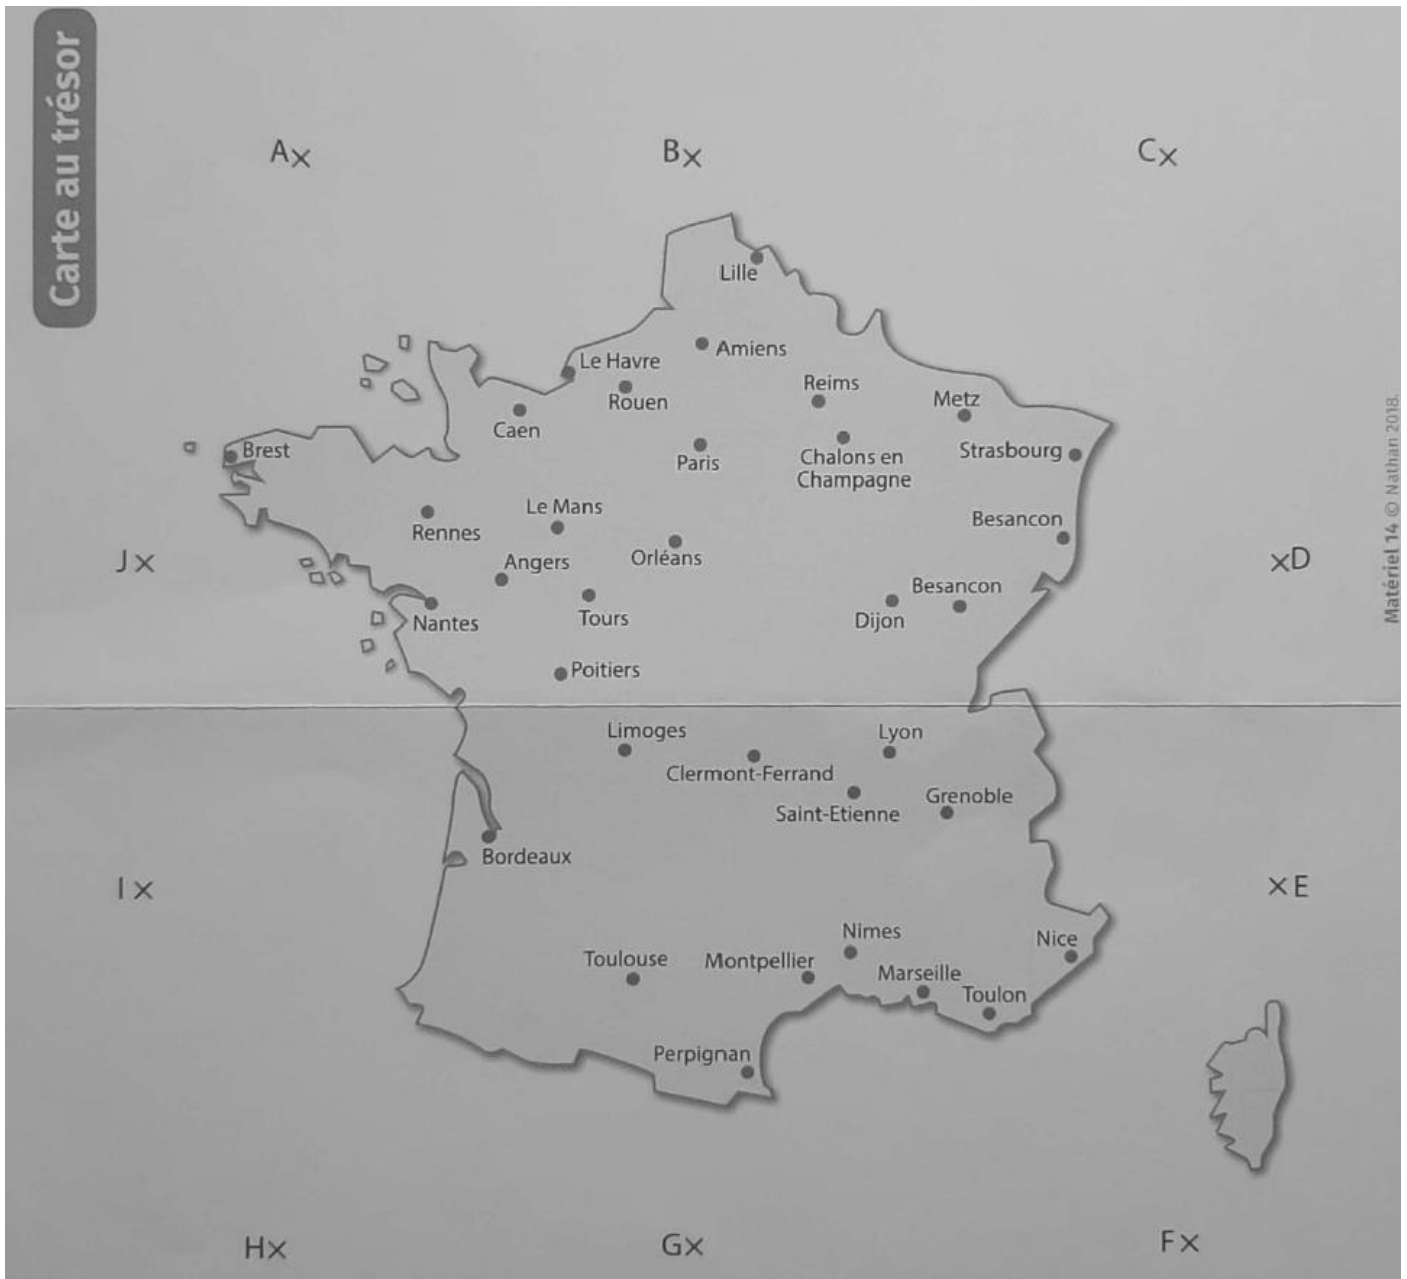 Carte au trésor
A×
B×
C×
Lille
Amiens
Le Havre
Rouen
Reims
Metz
Caen
Brest
Paris
Chalons en
Champagne
Strasbourg
Le Mans
Rennes
Besancon
Angers
Orléans
J×
×D
Besancon
Nantes
Tours
Dijon
Poitiers
Limoges
Lyon
Clermont-Ferrand
Saint-Etienne
Grenoble
Bordeaux
I×
×E
Nimes
Nice
Toulouse
Montpellier
Marseille
Toulon
Perpignan
H×
G×
F×
Matériel 14 © Nathan 2018.